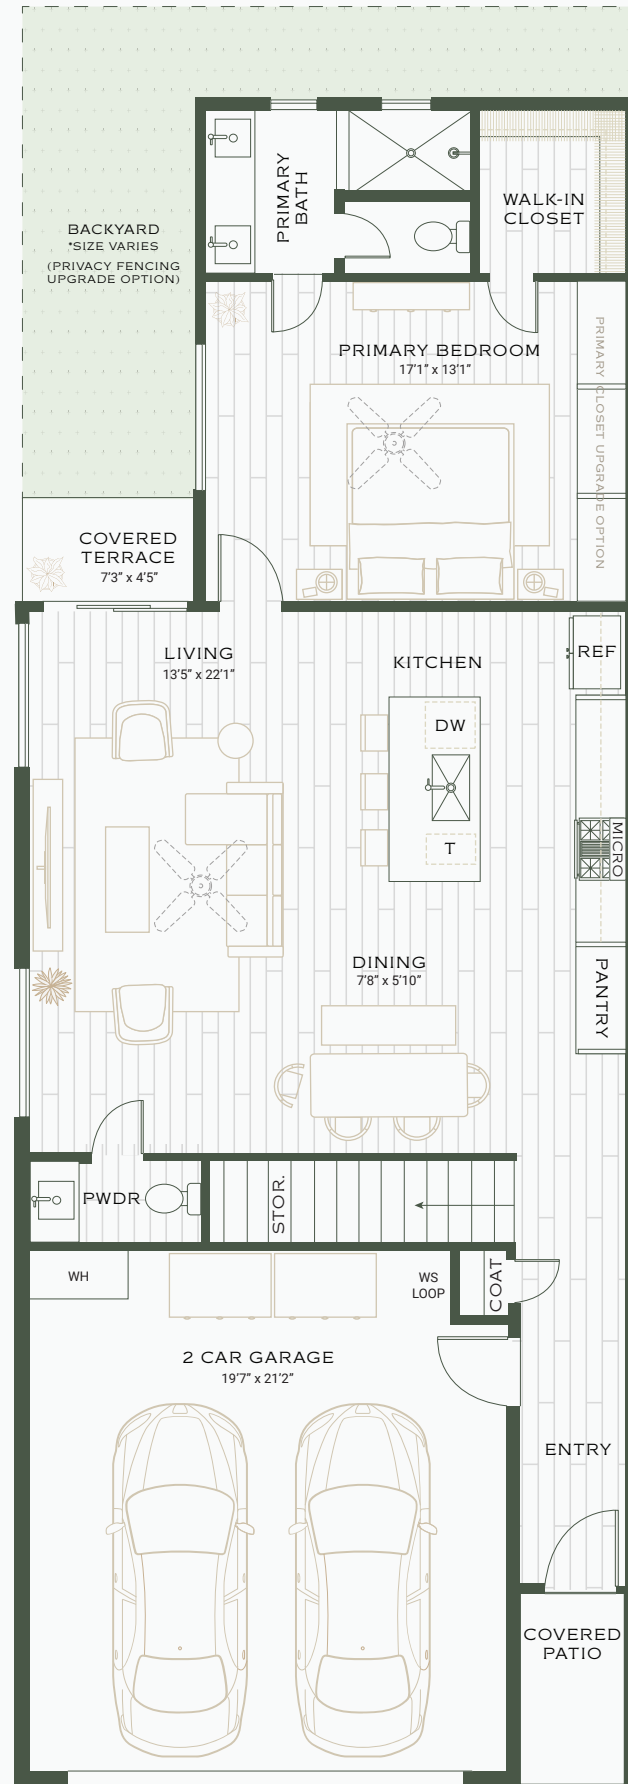 PRIMARY
BATH
WALK-IN
CLOSET
BACKYARD
*SIZE VARIES
(PRIVACY FENCING
UPGRADE OPTION)
PRIMARY BEDROOM
17'1" x 13'1"
PRIMARY CLOSET UPGRADE OPTION
COVERED
TERRACE
7'3" x 4'5"
LIVING
13'5" x 22'1"
KITCHEN
REF
DW
T
MICRO
DINING
7'8" x 5'10"
PANTRY
PWDR
STOR.
WH
WS
LOOP
COAT
2 CAR GARAGE
19'7" x 21'2"
ENTRY
COVERED
PATIO